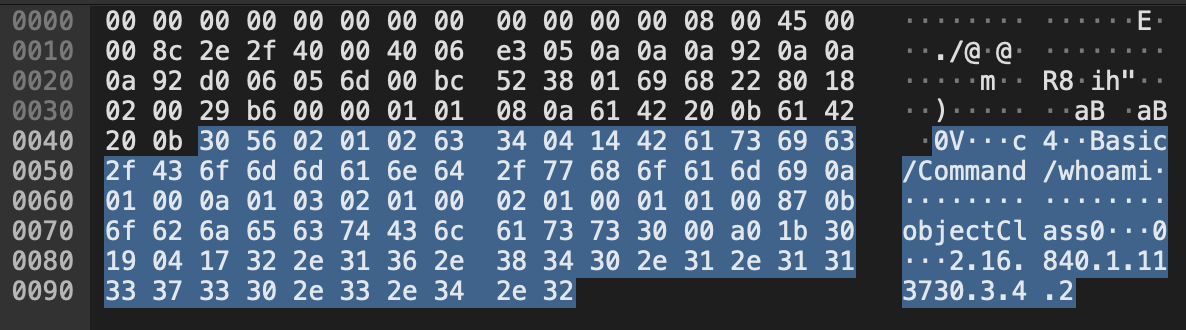 0000 00 00 00 00 00 00 00 00 00 00 00 00 08 00 45 00 ········ ······E·
0010 00 8c 2e 2f 40 00 40 06 e3 05 0a 0a 0a 92 0a 0a ··./@·@· ········
0020 0a 92 d0 06 05 6d 00 bc 52 38 01 69 68 22 80 18 ·····m·· R8·ih"··
0030 02 00 29 b6 00 00 01 01 08 0a 61 42 20 0b 61 42 ··)····· ··aB ·aB
0040 20 0b 30 56 02 01 02 63 34 04 14 42 61 73 69 63 ·0V···c 4··Basic
0050 2f 43 6f 6d 6d 61 6e 64 2f 77 68 6f 61 6d 69 0a /Command /whoami·
0060 01 00 0a 01 03 02 01 00 02 01 00 01 01 00 87 0b ········ ········
0070 6f 62 6a 65 63 74 43 6c 61 73 73 30 00 a0 1b 30 objectCl ass0···0
0080 19 04 17 32 2e 31 36 2e 38 34 30 2e 31 2e 31 31 ···2.16. 840.1.11
0090 33 37 33 30 2e 33 2e 34 2e 32 3730.3.4 .2